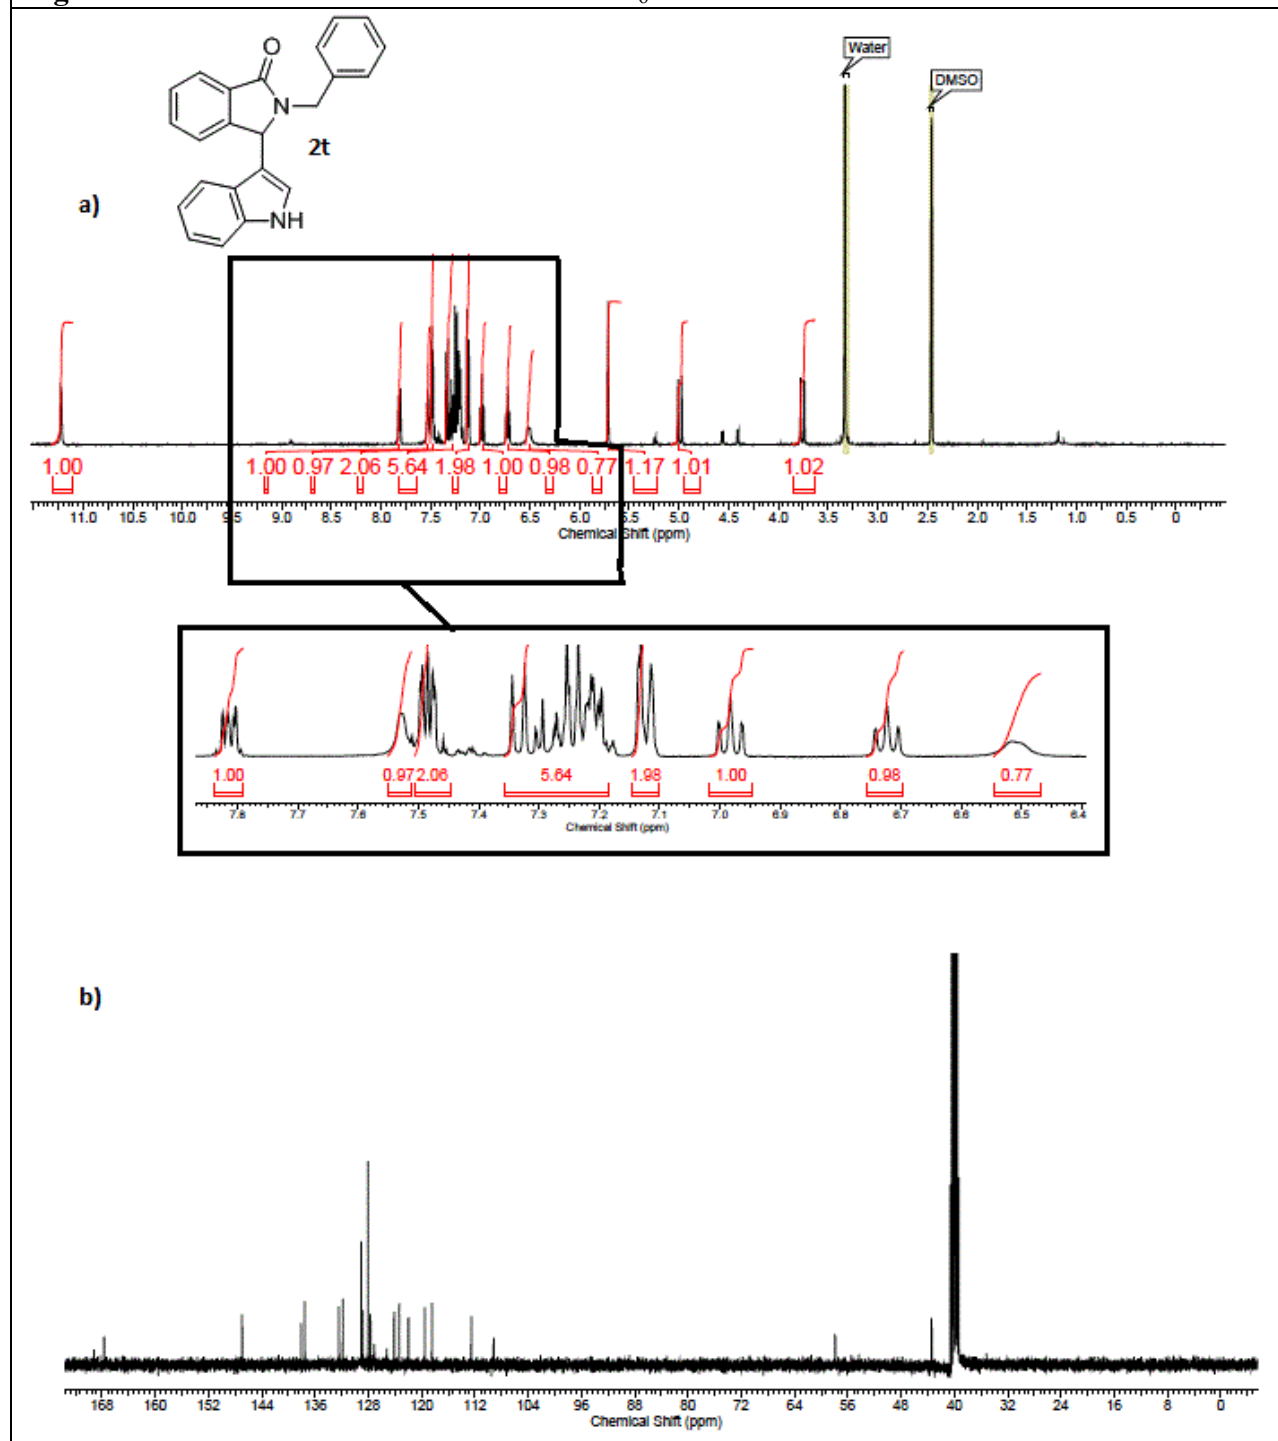 O
N
2t
NH
a)
Water
DMSO
1.00 1.00 0.97 2.06 5.64 1.98 1.00 0.98 0.77 1.17 1.01 1.02
11.0 10.5 10.0 9.5 9.0 8.5 8.0 7.5 7.0 6.5 6.0 5.5 5.0 4.5 4.0 3.5 3.0 2.5 2.0 1.5 1.0 0.5 0
Chemical Shift (ppm)
1.00 0.97 2.06 5.64 1.98 1.00 0.98 0.77
7.8 7.7 7.6 7.5 7.4 7.3 7.2 7.1 7.0 6.9 6.8 6.7 6.6 6.5 6.4
Chemical Shift (ppm)
b)
168 160 152 144 136 128 120 112 104 96 88 80 72 64 56 48 40 32 24 16 8 0
Chemical Shift (ppm)